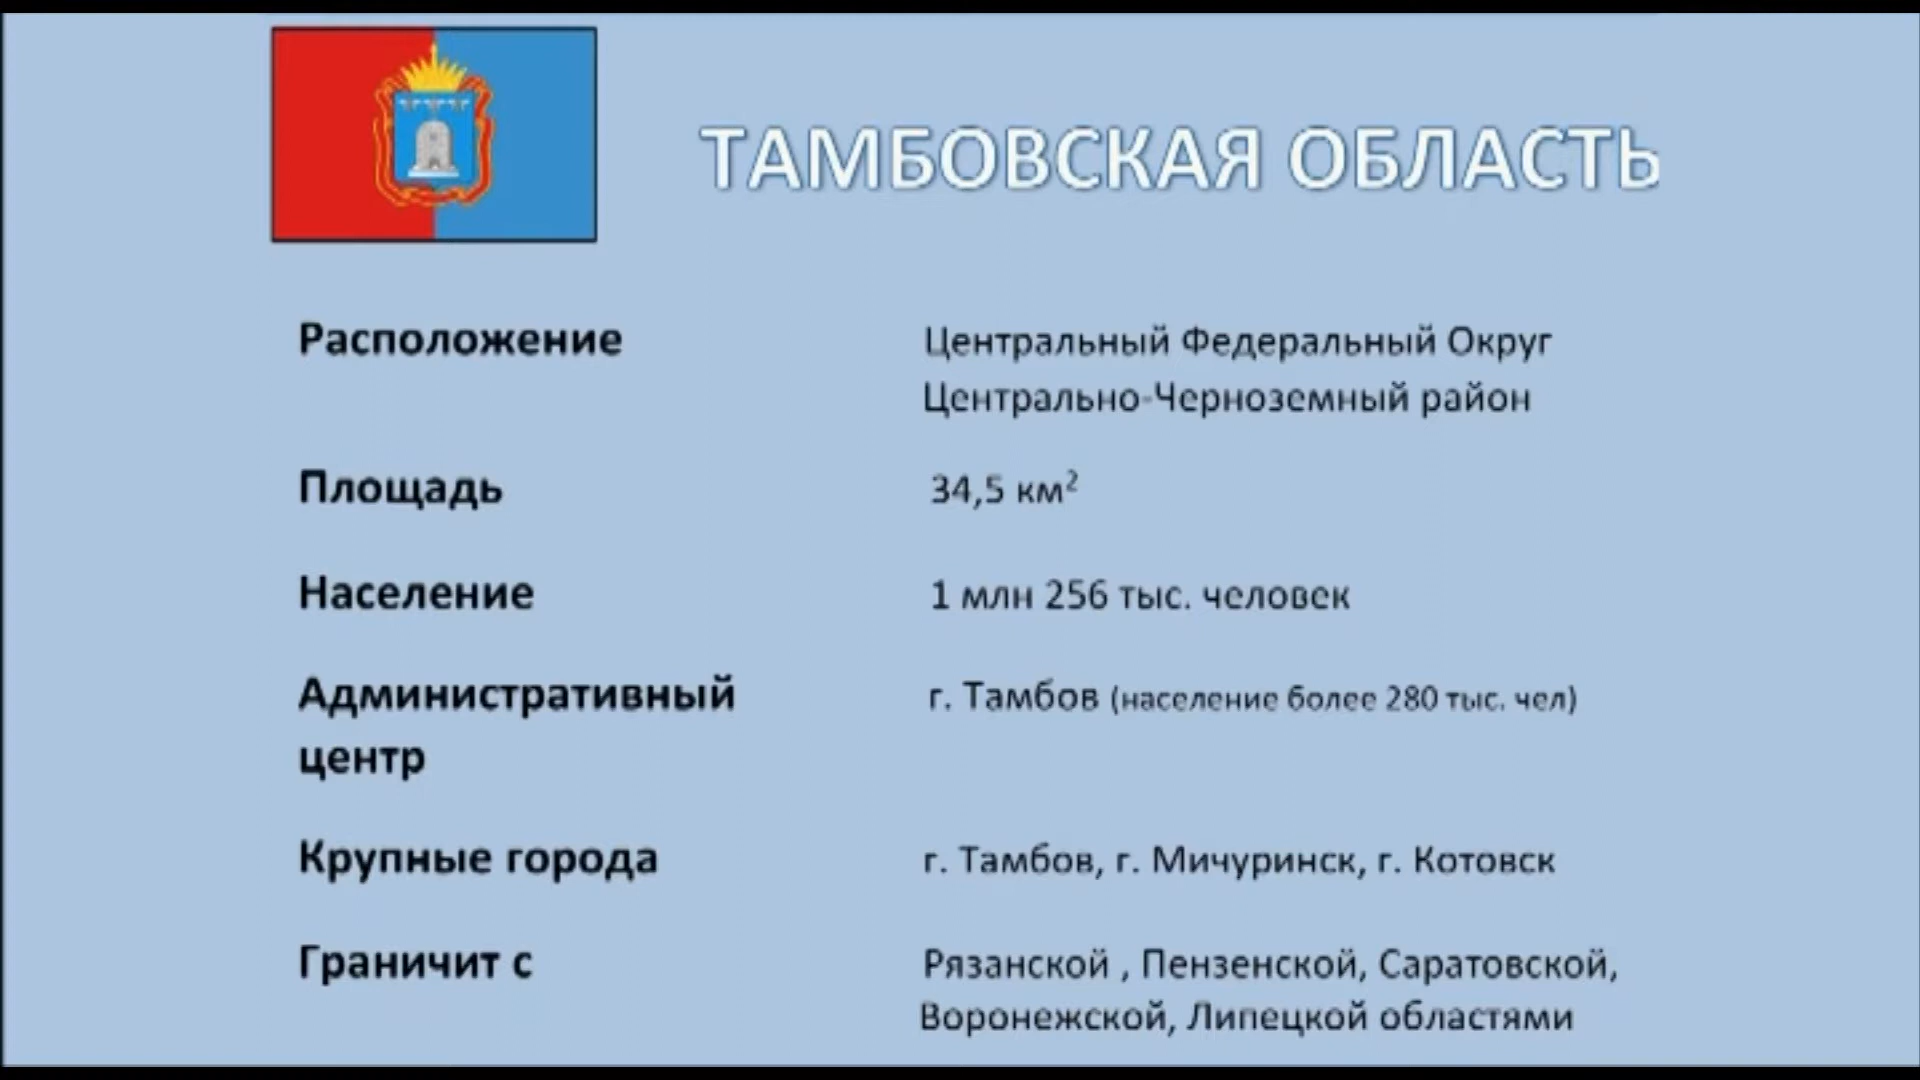 ТАМБОВСКАЯ ОБЛАСТЬ
Расположение Центральный Федеральный Округ
Центрально-Черноземный район
Площадь 34,5 км²
Население 1 млн 256 тыс. человек
Административный г. Тамбов (население более 280 тыс. чел)
центр
Крупные города г. Тамбов, г. Мичуринск, г. Котовск
Граничит с Рязанской , Пензенской, Саратовской,
Воронежской, Липецкой областями